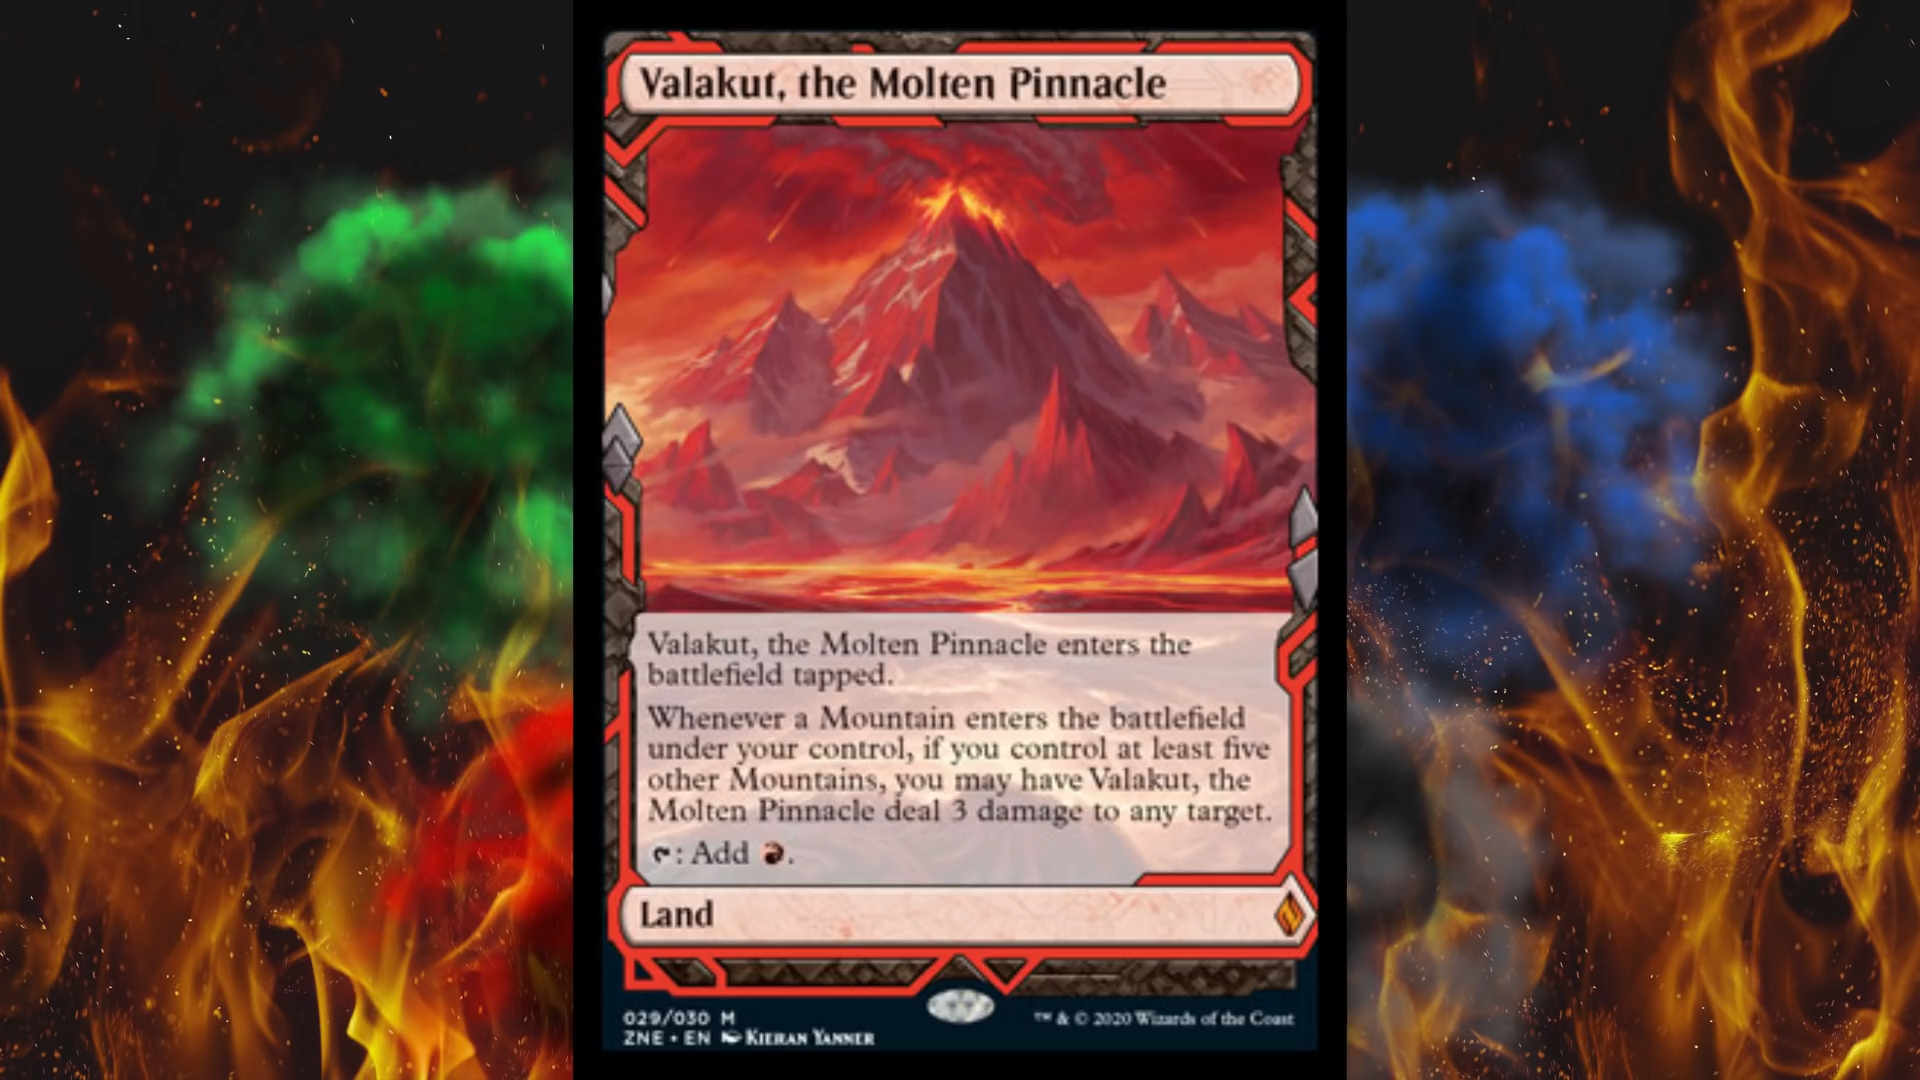 Valakut, the Molten Pinnacle
Valakut, the Molten Pinnacle enters the
battlefield tapped.
Whenever a Mountain enters the battlefield
under your control, if you control at least five
other Mountains, you may have Valakut, the
Molten Pinnacle deal 3 damage to any target.
: Add .
Land
029/030 M
ZNE • EN KIERAN YANNER
™ & © 2020 Wizards of the Coast